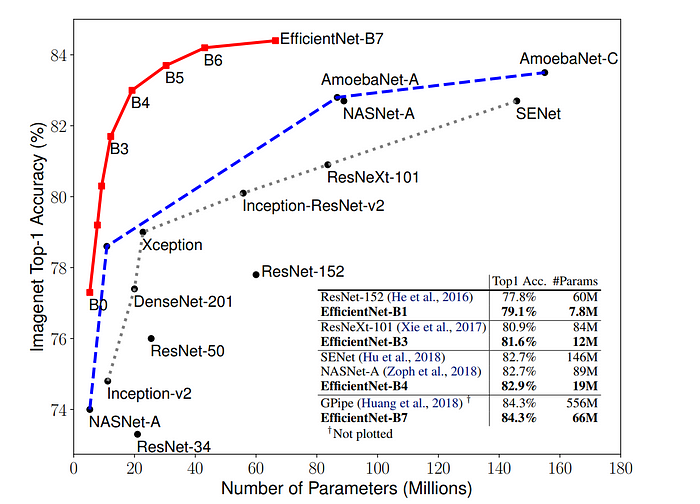 EfficientNet-B7
84
B6
AmoebaNet-C
B5
AmoebaNet-A
B4
NASNet-A
SENet
82
B3
ResNeXt-101
80
Inception-ResNet-v2
Xception
78
ResNet-152
B0
DenseNet-201
76
ResNet-50
Inception-v2
74
NASNet-A
ResNet-34
Imagenet Top-1 Accuracy (%)
Top1 Acc. #Params
ResNet-152 (He et al., 2016) 77.8% 60M
EfficientNet-B1 79.1% 7.8M
ResNeXt-101 (Xie et al., 2017) 80.9% 84M
EfficientNet-B3 81.6% 12M
SENet (Hu et al., 2018) 82.7% 146M
NASNet-A (Zoph et al., 2018) 82.7% 89M
EfficientNet-B4 82.9% 19M
GPipe (Huang et al., 2018) † 84.3% 556M
EfficientNet-B7 84.3% 66M
†Not plotted
0 20 40 60 80 100 120 140 160 180
Number of Parameters (Millions)